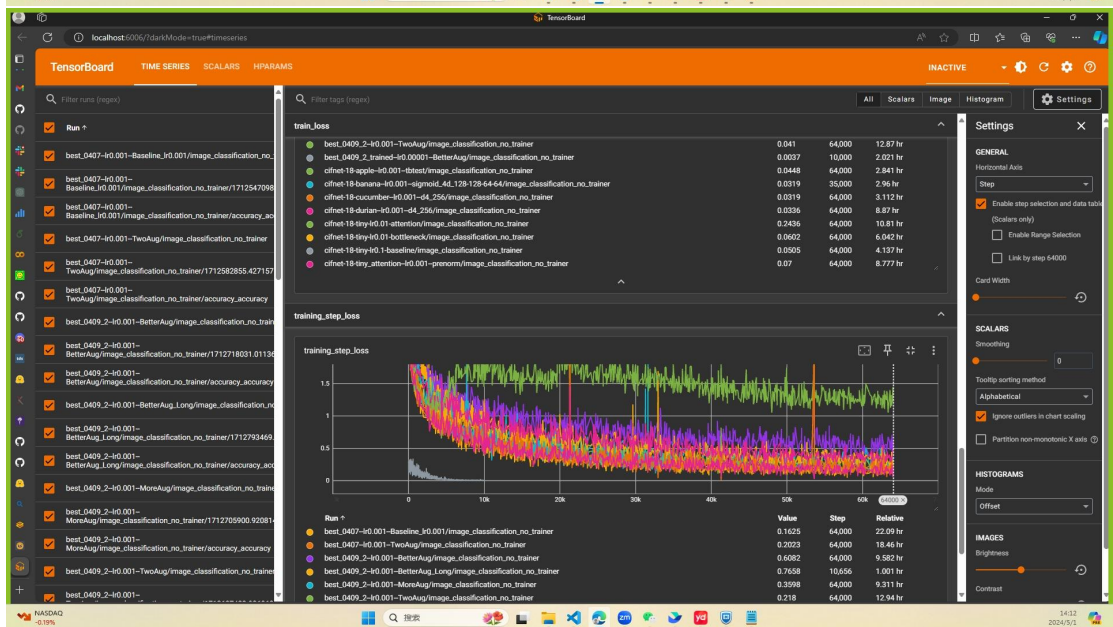 TensorBoard
localhost:6006/?darkMode=true#timeseries
TensorBoard TIME SERIES SCALARS HPARAMS INACTIVE
Filter runs (regex)
Filter tags (regex)
All Scalars Image Histogram
Settings
Run ↑
best_0407–lr0.001–Baseline_lr0.001/image_classification_no_
best_0407–lr0.001–
Baseline_lr0.001/image_classification_no_trainer/1712547098
best_0407–lr0.001–
Baseline_lr0.001/image_classification_no_trainer/accuracy_ac
best_0407–lr0.001–TwoAug/image_classification_no_trainer
best_0407–lr0.001–
TwoAug/image_classification_no_trainer/1712582855.427157
best_0407–lr0.001–
TwoAug/image_classification_no_trainer/accuracy_accuracy
best_0409_2–lr0.001–BetterAug/image_classification_no_train
best_0409_2–lr0.001–
BetterAug/image_classification_no_trainer/1712718031.01136
best_0409_2–lr0.001–
BetterAug/image_classification_no_trainer/accuracy_accuracy
best_0409_2–lr0.001–BetterAug_Long/image_classification_no
best_0409_2–lr0.001–
BetterAug_Long/image_classification_no_trainer/1712793469.
best_0409_2–lr0.001–
BetterAug_Long/image_classification_no_trainer/accuracy_acc
best_0409_2–lr0.001–MoreAug/image_classification_no_traine
best_0409_2–lr0.001–
MoreAug/image_classification_no_trainer/1712705900.92081
best_0409_2–lr0.001–
MoreAug/image_classification_no_trainer/accuracy_accuracy
best_0409_2–lr0.001–TwoAug/image_classification_no_traine
best_0409_2–lr0.001–
train_loss
best_0409_2–lr0.001–TwoAug/image_classification_no_trainer 0.041 64,000 12.87 hr
best_0409_2_trained–lr0.00001–BetterAug/image_classification_no_trainer 0.0037 10,000 2.021 hr
cifnet-18-apple–lr0.001–tbtest/image_classification_no_trainer 0.0448 64,000 2.841 hr
cifnet-18-banana–lr0.001–sigmoid_4d_128-128-64-64/image_classification_no_trainer 0.0319 35,000 2.96 hr
cifnet-18-cucumber–lr0.001–d4_256/image_classification_no_trainer 0.0319 64,000 3.112 hr
cifnet-18-durian–lr0.001–d4_256/image_classification_no_trainer 0.0336 64,000 8.87 hr
cifnet-18-tiny-lr0.01-attention/image_classification_no_trainer 0.2436 64,000 10.81 hr
cifnet-18-tiny-lr0.01-bottleneck/image_classification_no_trainer 0.0602 64,000 6.042 hr
cifnet-18-tiny-lr0.1-baseline/image_classification_no_trainer 0.0505 64,000 4.137 hr
cifnet-18-tiny_attention–lr0.001–prenorm/image_classification_no_trainer 0.07 64,000 8.777 hr
training_step_loss
training_step_loss
1.5
1
0.5
0
0 10k 20k 30k 40k 50k 60k 64000 ×
Run ↑ Value Step Relative
best_0407–lr0.001–Baseline_lr0.001/image_classification_no_trainer 0.1625 64,000 22.09 hr
best_0407–lr0.001–TwoAug/image_classification_no_trainer 0.2023 64,000 18.46 hr
best_0409_2–lr0.001–BetterAug/image_classification_no_trainer 0.6082 64,000 9.582 hr
best_0409_2–lr0.001–BetterAug_Long/image_classification_no_trainer 0.7658 10,656 1.001 hr
best_0409_2–lr0.001–MoreAug/image_classification_no_trainer 0.3598 64,000 9.311 hr
best_0409_2–lr0.001–TwoAug/image_classification_no_trainer 0.218 64,000 12.94 hr
Settings
GENERAL
Horizontal Axis
Step
Enable step selection and data table
(Scalars only)
Enable Range Selection
Link by step 64000
Card Width
SCALARS
Smoothing
0
Tooltip sorting method
Alphabetical
Ignore outliers in chart scaling
Partition non-monotonic X axis
HISTOGRAMS
Mode
Offset
IMAGES
Brightness
Contrast
NASDAQ
-0.19%
搜索
14:12
2024/5/1